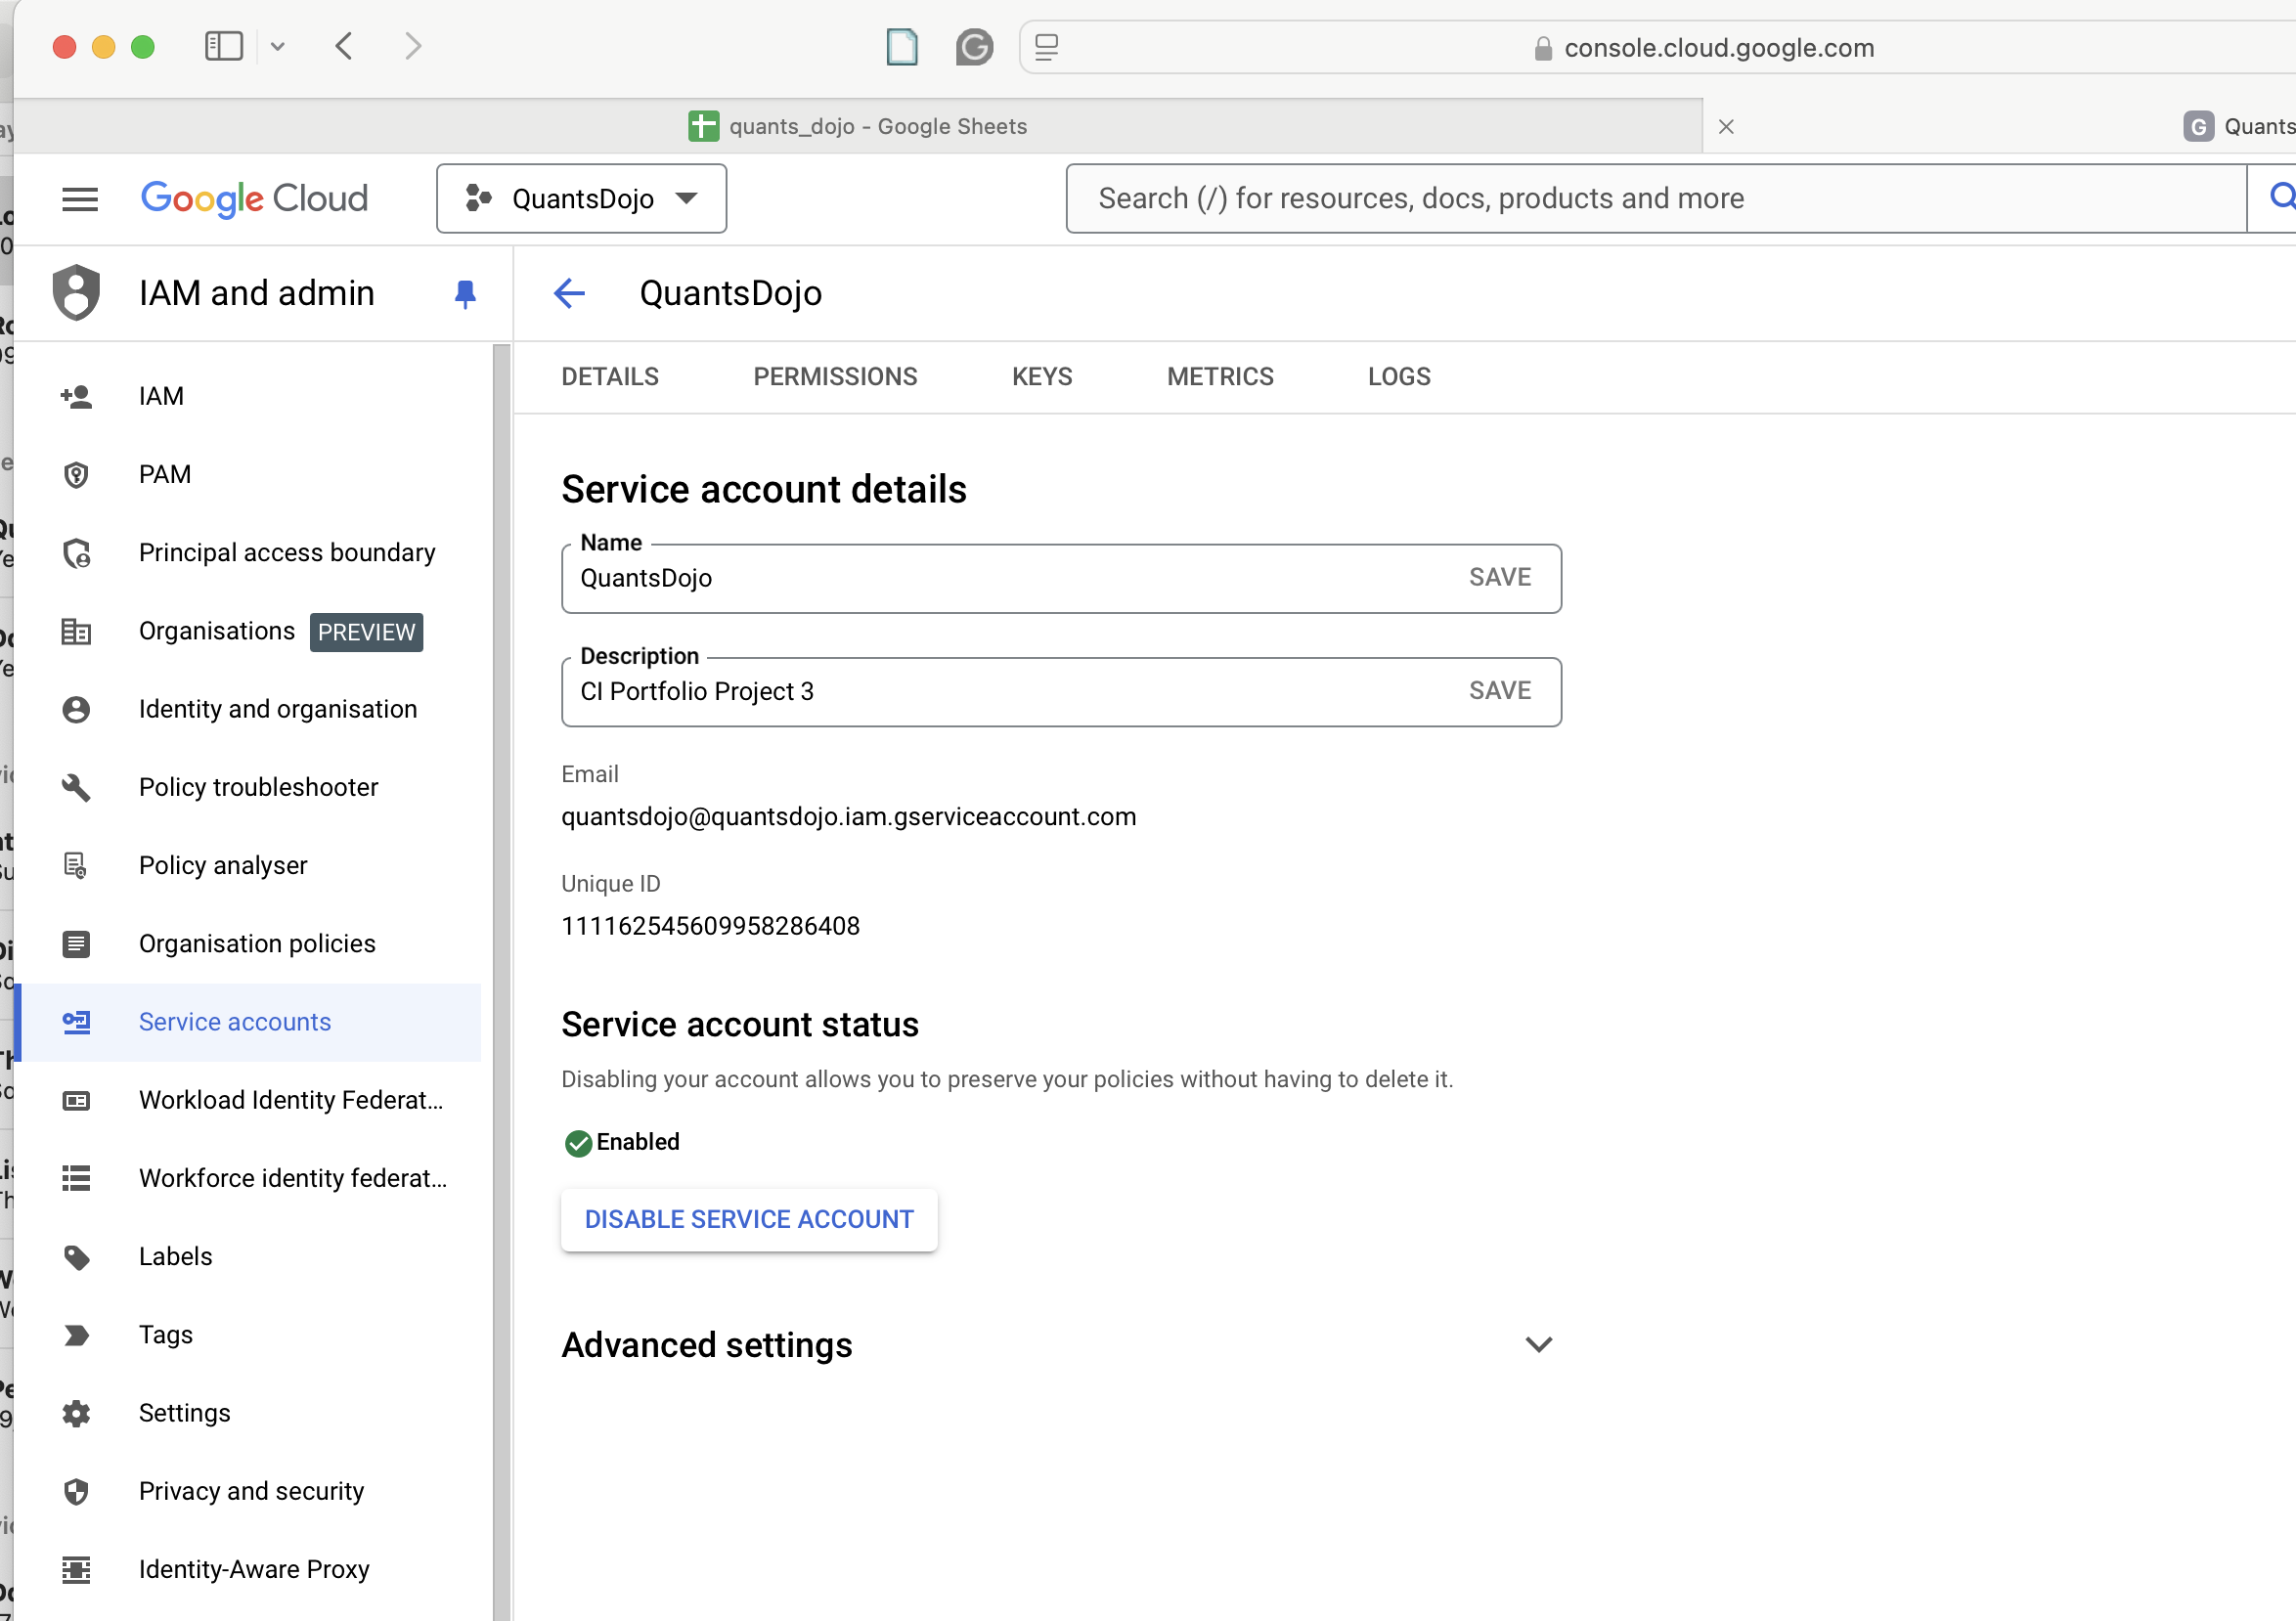 console.cloud.google.com
quants_dojo - Google Sheets
G Quants
Google Cloud
QuantsDojo
Search (/) for resources, docs, products and more
IAM and admin
QuantsDojo
DETAILS PERMISSIONS KEYS METRICS LOGS
IAM
PAM
Principal access boundary
Organisations PREVIEW
Identity and organisation
Policy troubleshooter
Policy analyser
Organisation policies
Service accounts
Workload Identity Federat...
Workforce identity federat...
Labels
Tags
Settings
Privacy and security
Identity-Aware Proxy
Service account details
Name
QuantsDojo SAVE
Description
CI Portfolio Project 3 SAVE
Email
quantsdojo@quantsdojo.iam.gserviceaccount.com
Unique ID
111162545609958286408
Service account status
Disabling your account allows you to preserve your policies without having to delete it.
Enabled
DISABLE SERVICE ACCOUNT
Advanced settings